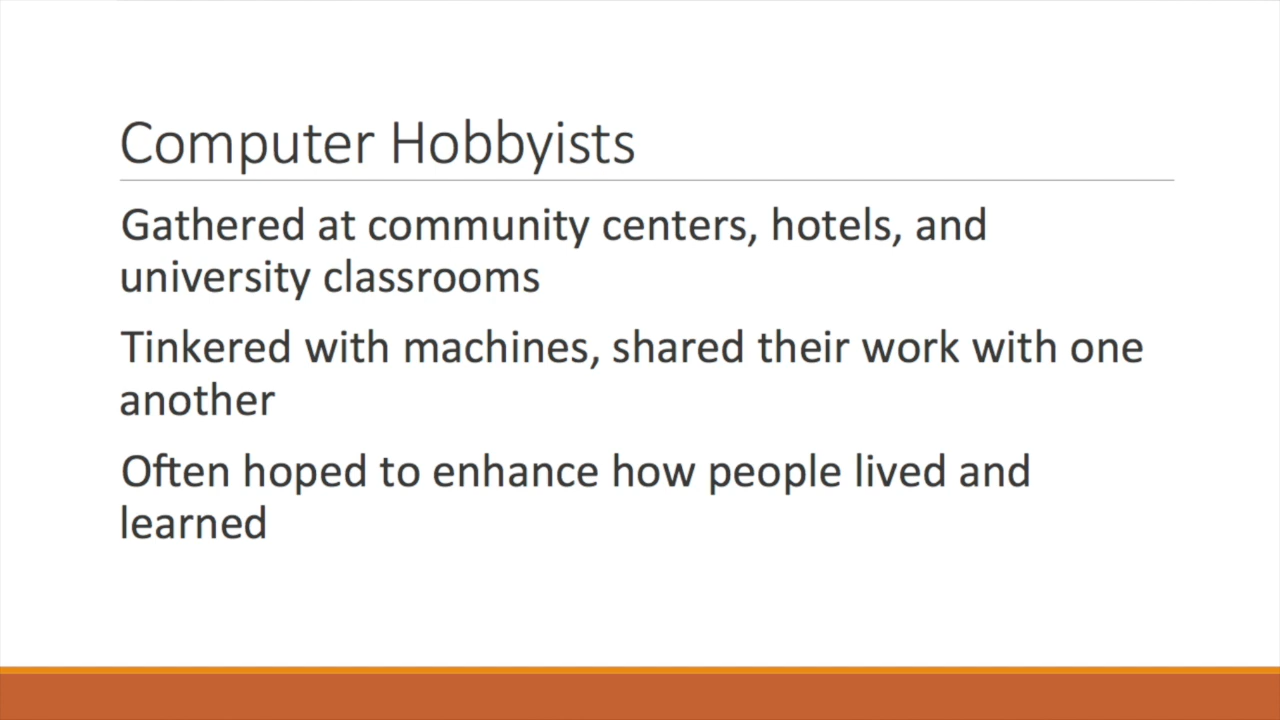 Computer Hobbyists
Gathered at community centers, hotels, and
university classrooms
Tinkered with machines, shared their work with one
another
Often hoped to enhance how people lived and
learned